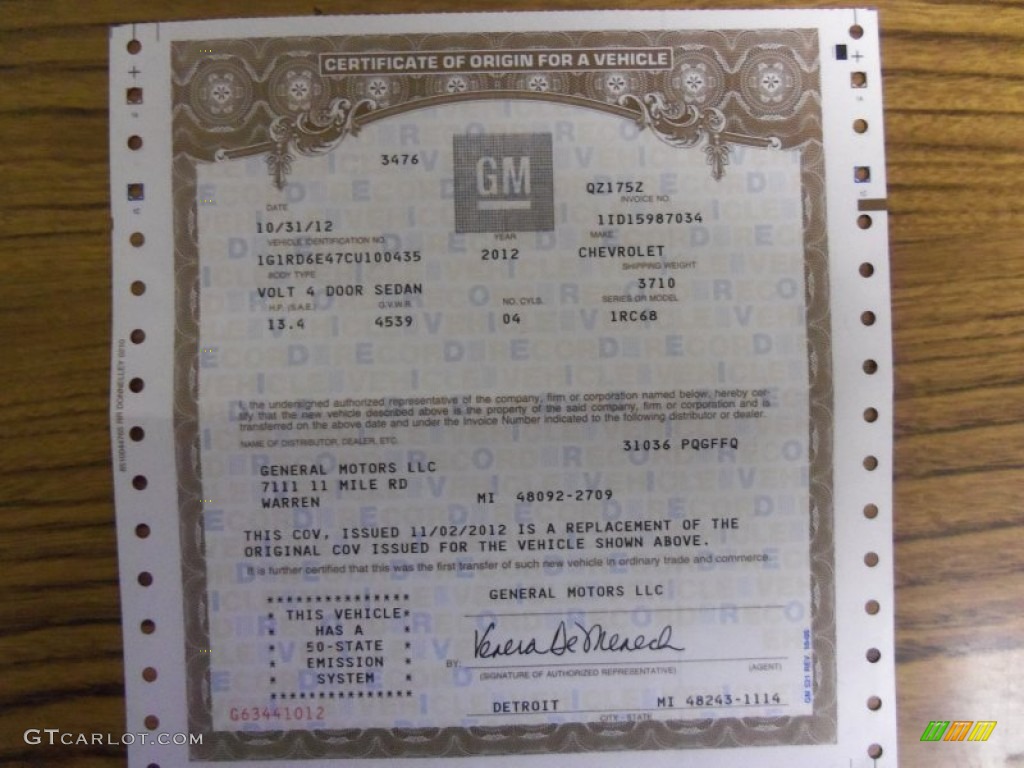 CERTIFICATE OF ORIGIN FOR A VEHICLE
3476
GM
QZ175Z
DATE
INVOICE NO.
10/31/12
1ID15987034
VEHICLE IDENTIFICATION NO.
YEAR
MAKE
1G1RD6E47CU100435
2012
CHEVROLET
BODY TYPE
SHIPPING WEIGHT
VOLT 4 DOOR SEDAN
3710
H.P. (S.A.E.)
G.V.W.R.
NO. CYLS.
SERIES OR MODEL
13.4
4539
04
1RC68
I, the undersigned authorized representative of the company, firm or corporation named below, hereby cer-
tify that the new vehicle described above is the property of the said company, firm or corporation and is
transferred on the above date and under the Invoice Number indicated to the following distributor or dealer.
NAME OF DISTRIBUTOR, DEALER, ETC.
31036 PQGFFQ
GENERAL MOTORS LLC
7111 11 MILE RD
WARREN MI 48092-2709
THIS COV, ISSUED 11/02/2012 IS A REPLACEMENT OF THE
ORIGINAL COV ISSUED FOR THE VEHICLE SHOWN ABOVE.
It is further certified that this was the first transfer of such new vehicle in ordinary trade and commerce.
GENERAL MOTORS LLC
***************
* THIS VEHICLE*
* HAS A *
* 50-STATE *
* EMISSION *
* SYSTEM *
***************
BY:
(SIGNATURE OF AUTHORIZED REPRESENTATIVE) (AGENT)
G63441012
DETROIT MI 48243-1114
CITY - STATE
RR DONNELLEY
GTCARLOT.COM